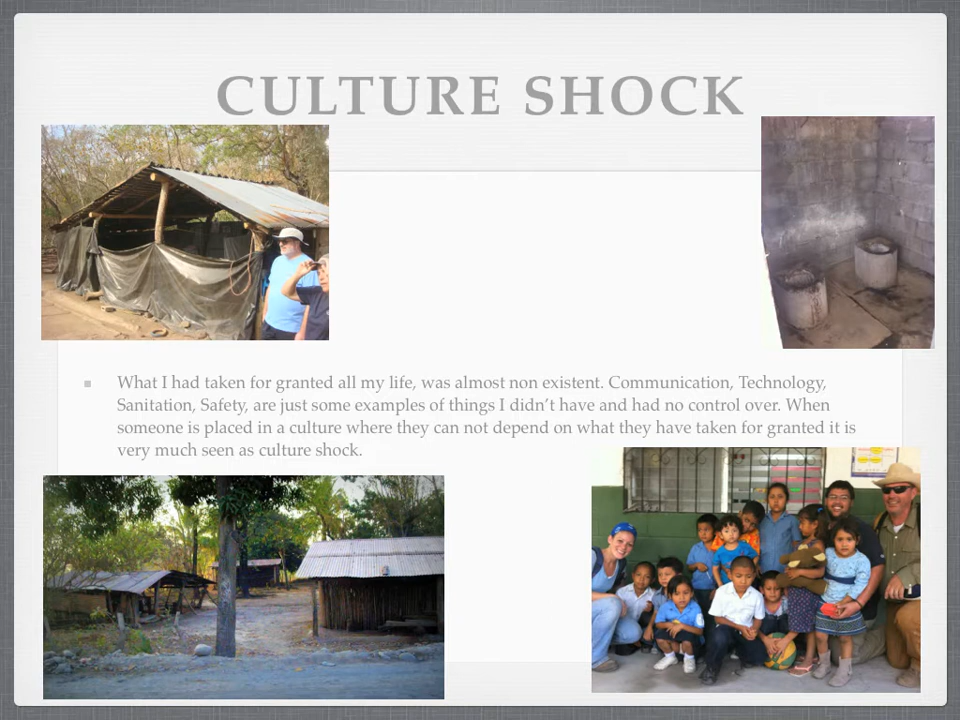 CULTURE SHOCK
What I had taken for granted all my life, was almost non existent. Communication, Technology,
Sanitation, Safety, are just some examples of things I didn't have and had no control over. When
someone is placed in a culture where they can not depend on what they have taken for granted it is
very much seen as culture shock.